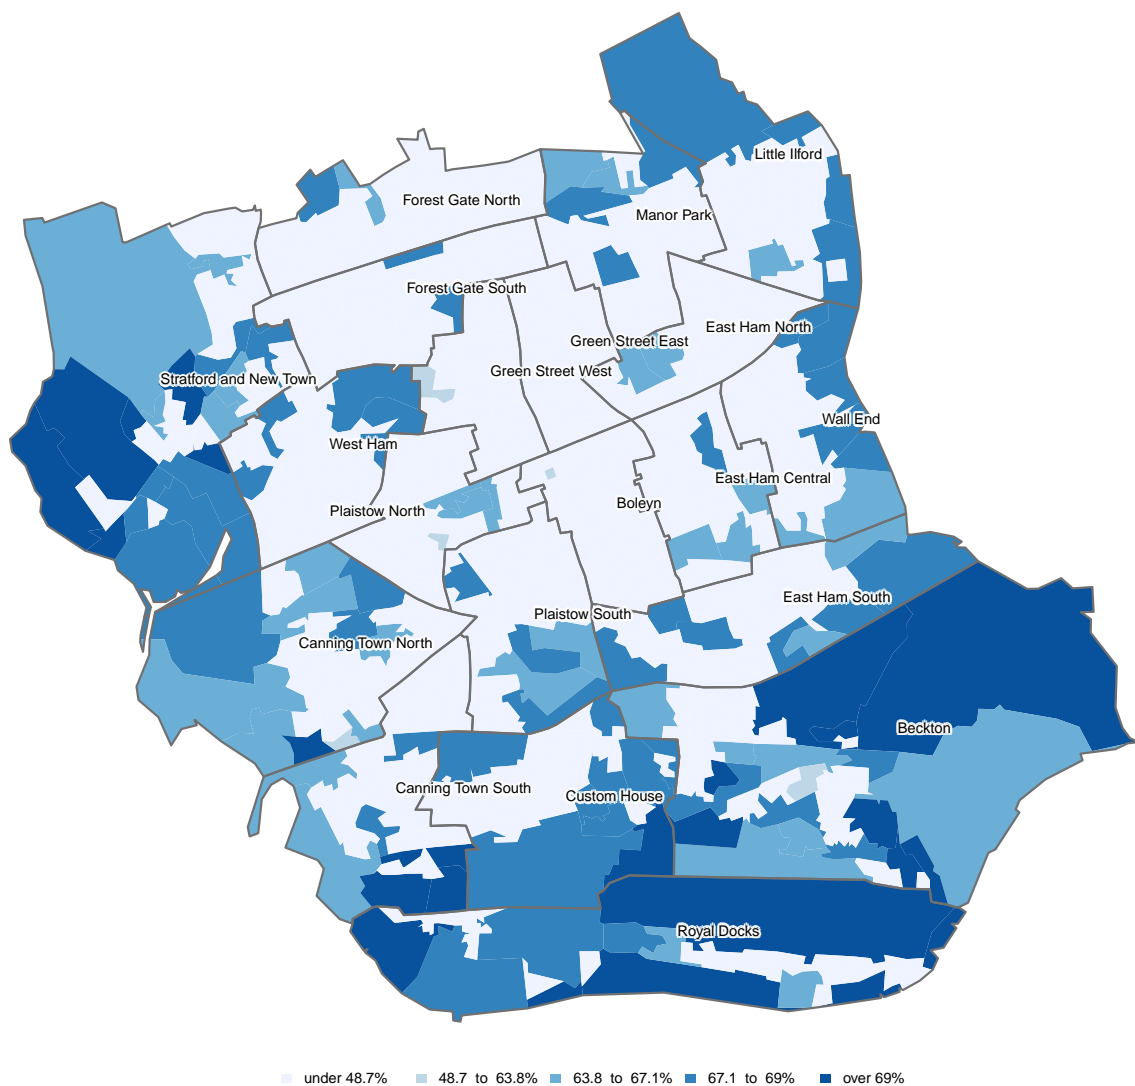 Little Ilford
Forest Gate North
Manor Park
Forest Gate South
East Ham North
Green Street East
Green Street West
Stratford and New Town
Wall End
West Ham
East Ham Central
Boleyn
Plaistow North
East Ham South
Plaistow South
Canning Town North
Beckton
Canning Town South
Custom House
Royal Docks
under 48.7% 48.7 to 63.8% 63.8 to 67.1% 67.1 to 69% over 69%